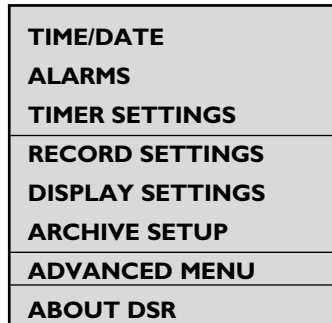 TIME/DATE
ALARMS
TIMER SETTINGS
RECORD SETTINGS
DISPLAY SETTINGS
ARCHIVE SETUP
ADVANCED MENU
ABOUT DSR